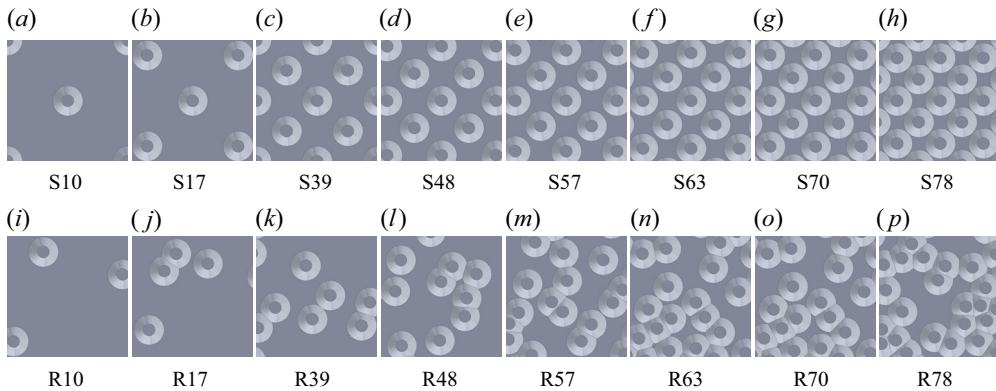 (a) (b) (c) (d) (e) (f) (g) (h)
S10 S17 S39 S48 S57 S63 S70 S78
(i) (j) (k) (l) (m) (n) (o) (p)
R10 R17 R39 R48 R57 R63 R70 R78